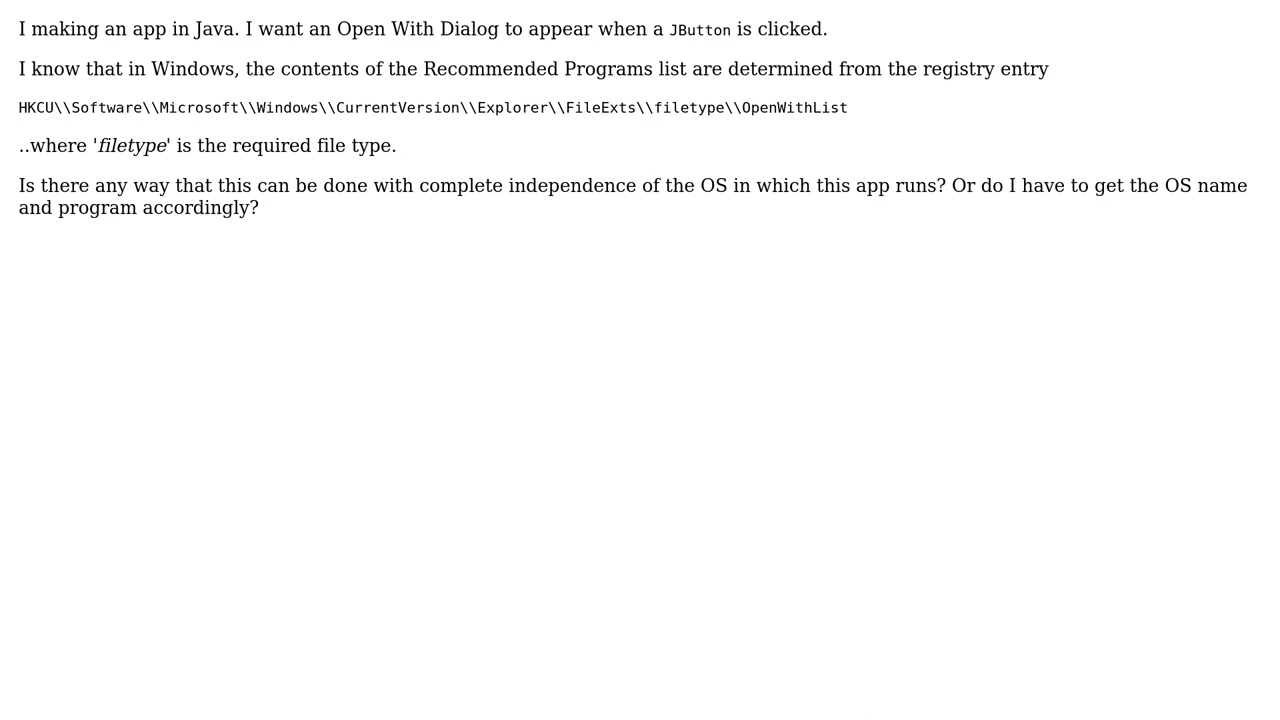 I making an app in Java. I want an Open With Dialog to appear when a JButton is clicked.
I know that in Windows, the contents of the Recommended Programs list are determined from the registry entry
HKCU\\Software\\Microsoft\\Windows\\CurrentVersion\\Explorer\\FileExts\\filetype\\OpenWithList
..where 'filetype' is the required file type.
Is there any way that this can be done with complete independence of the OS in which this app runs? Or do I have to get the OS name
and program accordingly?